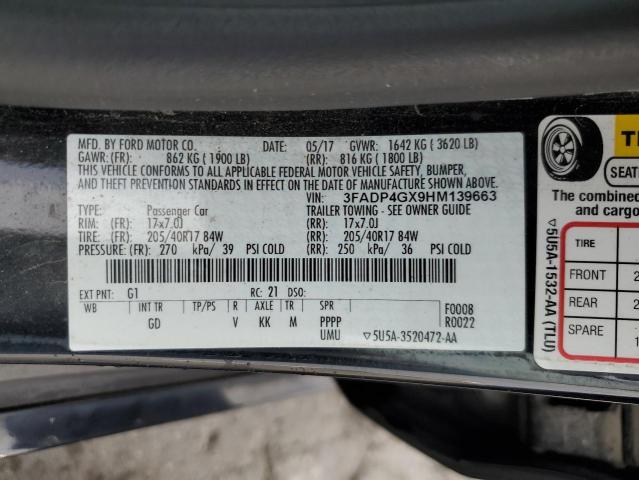 MFD. BY FORD MOTOR CO. DATE: 05/17 GVWR: 1642 KG ( 3620 LB)
GAWR: (FR): 862 KG ( 1900 LB) (RR): 816 KG ( 1800 LB)
THIS VEHICLE CONFORMS TO ALL APPLICABLE FEDERAL MOTOR VEHICLE SAFETY, BUMPER,
AND THEFT PREVENTION STANDARDS IN EFFECT ON THE DATE OF MANUFACTURE SHOWN ABOVE.
VIN: 3FADP4GX9HM139663
TYPE: Passenger Car TRAILER TOWING - SEE OWNER GUIDE
RIM: (FR): 17x7.0J (RR): 17x7.0J
TIRE: (FR): 205/40R17 84W (RR): 205/40R17 84W
PRESSURE: (FR): 270 kPa/ 39 PSI COLD (RR): 250 kPa/ 36 PSI COLD
EXT PNT: G1 RC: 21 DSO:
WB INT TR TP/PS R AXLE TR SPR F0008
GD V KK M PPPP R0022
UMU ▽5U5A-3520472-AA
▽5U5A-1532-AA (TLU)
SEAT
The combined
and cargo
TIRE
FRONT 2
REAR 2
SPARE 1